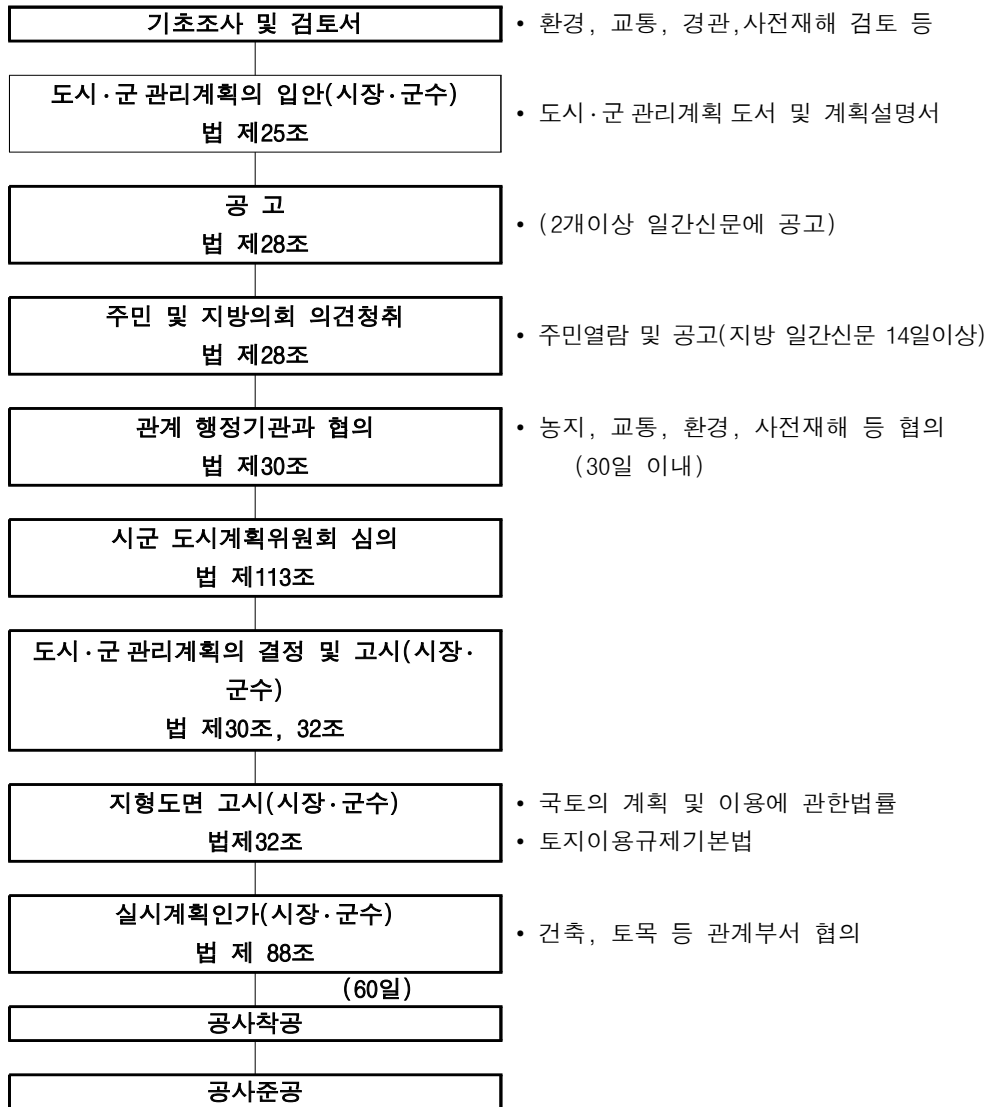 기초조사 및 검토서
• 환경, 교통, 경관,사전재해 검토 등
도시·군관리계획의 입안(시장·군수)
법 제25조
• 도시·군관리계획 도서 및 계획설명서
공 고
법 제28조
• (2개이상 일간신문에 공고)
주민 및 지방의회 의견청취
법 제28조
• 주민열람 및 공고(지방 일간신문 14일이상)
관계 행정기관과 협의
법 제30조
• 농지, 교통, 환경, 사전재해 등 협의
(30일 이내)
시군 도시계획위원회 심의
법 제113조
도시·군관리계획의 결정 및 고시(시장·
군수)
법 제30조, 32조
지형도면 고시(시장·군수)
법제32조
• 국토의 계획 및 이용에 관한법률
• 토지이용규제기본법
실시계획인가(시장·군수)
법 제 88조
• 건축, 토목 등 관계부서 협의
(60일)
공사착공
공사준공